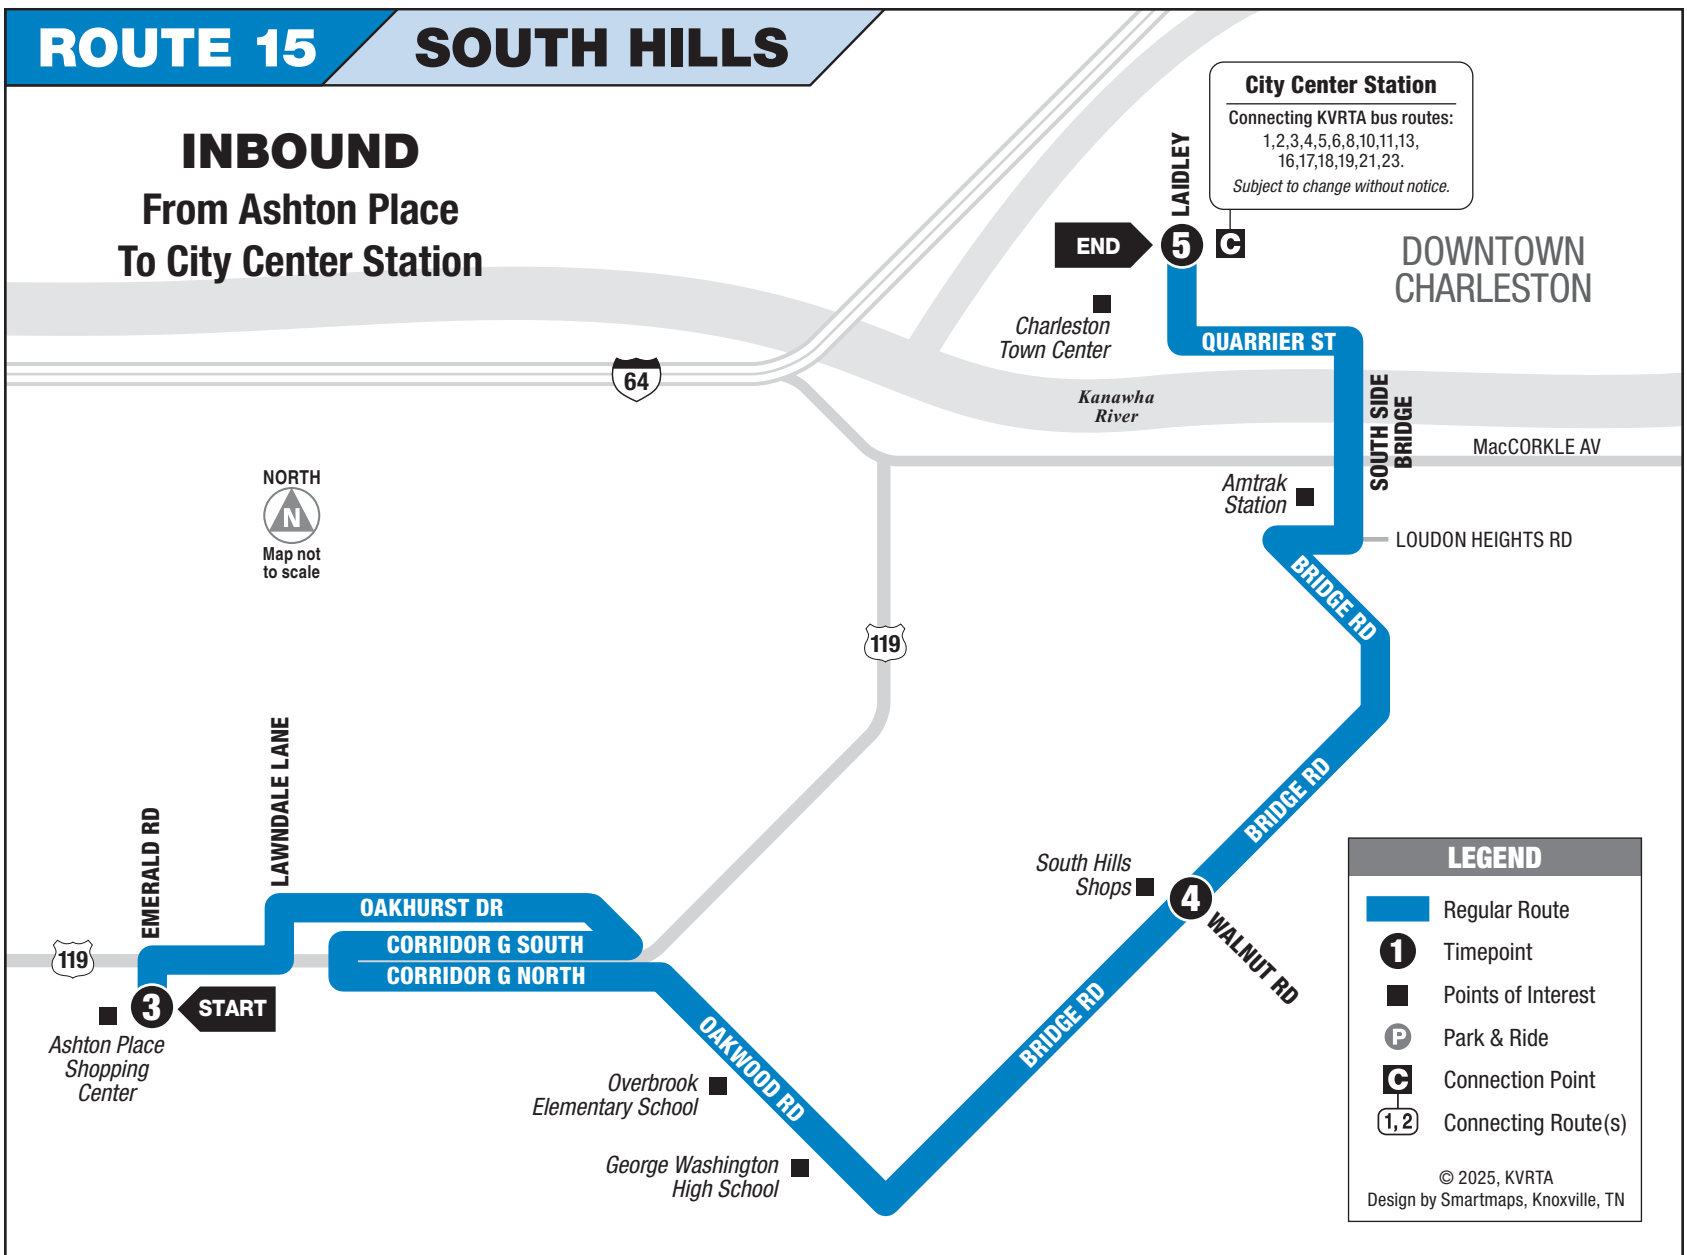 ROUTE 15
SOUTH HILLS
INBOUND
From Ashton Place
To City Center Station
City Center Station
Connecting KVRTA bus routes:
1,2,3,4,5,6,8,10,11,13,
16,17,18,19,21,23.
Subject to change without notice.
LAIDLEY
END
5
C
DOWNTOWN
CHARLESTON
Charleston
Town Center
QUARRIER ST
64
Kanawha
River
SOUTH SIDE
BRIDGE
MacCORKLE AV
NORTH
N
Map not
to scale
Amtrak
Station
LOUDON HEIGHTS RD
BRIDGE RD
119
BRIDGE RD
LAWNDALE LANE
EMERALD RD
South Hills
Shops
4
WALNUT RD
OAKHURST DR
CORRIDOR G SOUTH
119
CORRIDOR G NORTH
3
START
Ashton Place
Shopping
Center
OAKWOOD RD
BRIDGE RD
Overbrook
Elementary School
George Washington
High School
LEGEND
Regular Route
1
Timepoint
Points of Interest
P
Park & Ride
C
Connection Point
1, 2
Connecting Route(s)
© 2025, KVRTA
Design by Smartmaps, Knoxville, TN